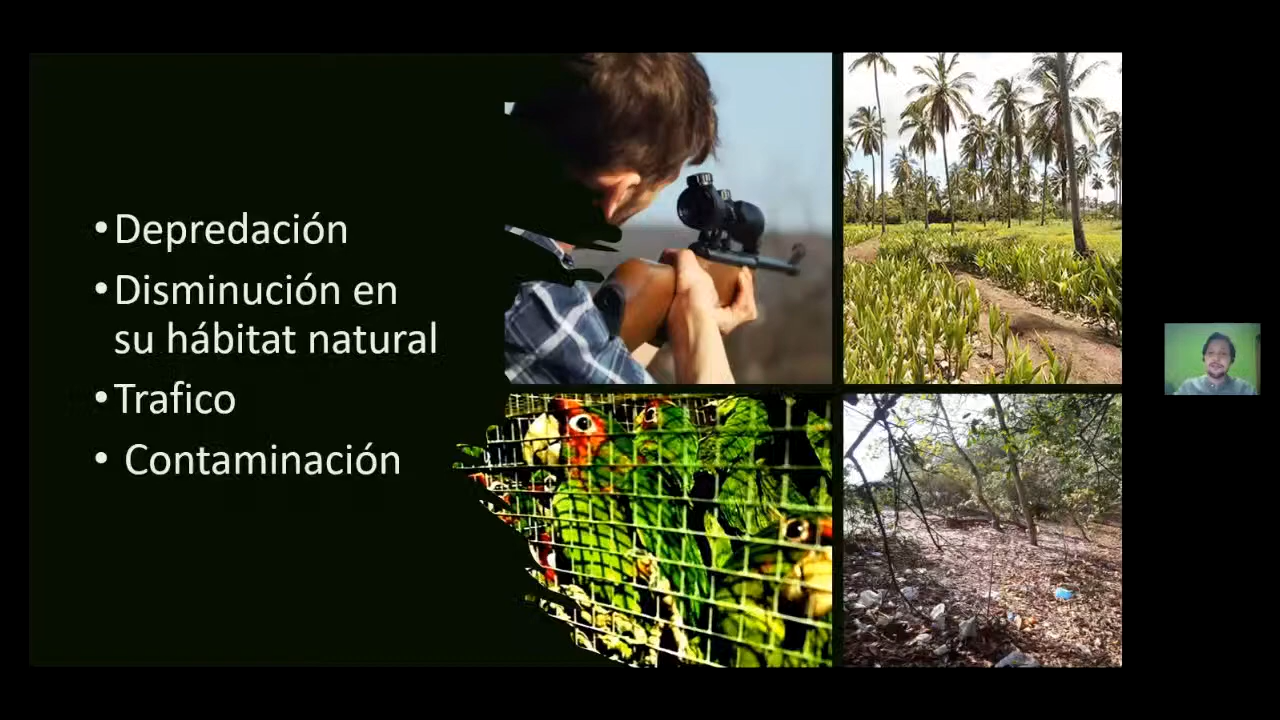 • Depredación
• Disminución en
su hábitat natural
• Trafico
• Contaminación